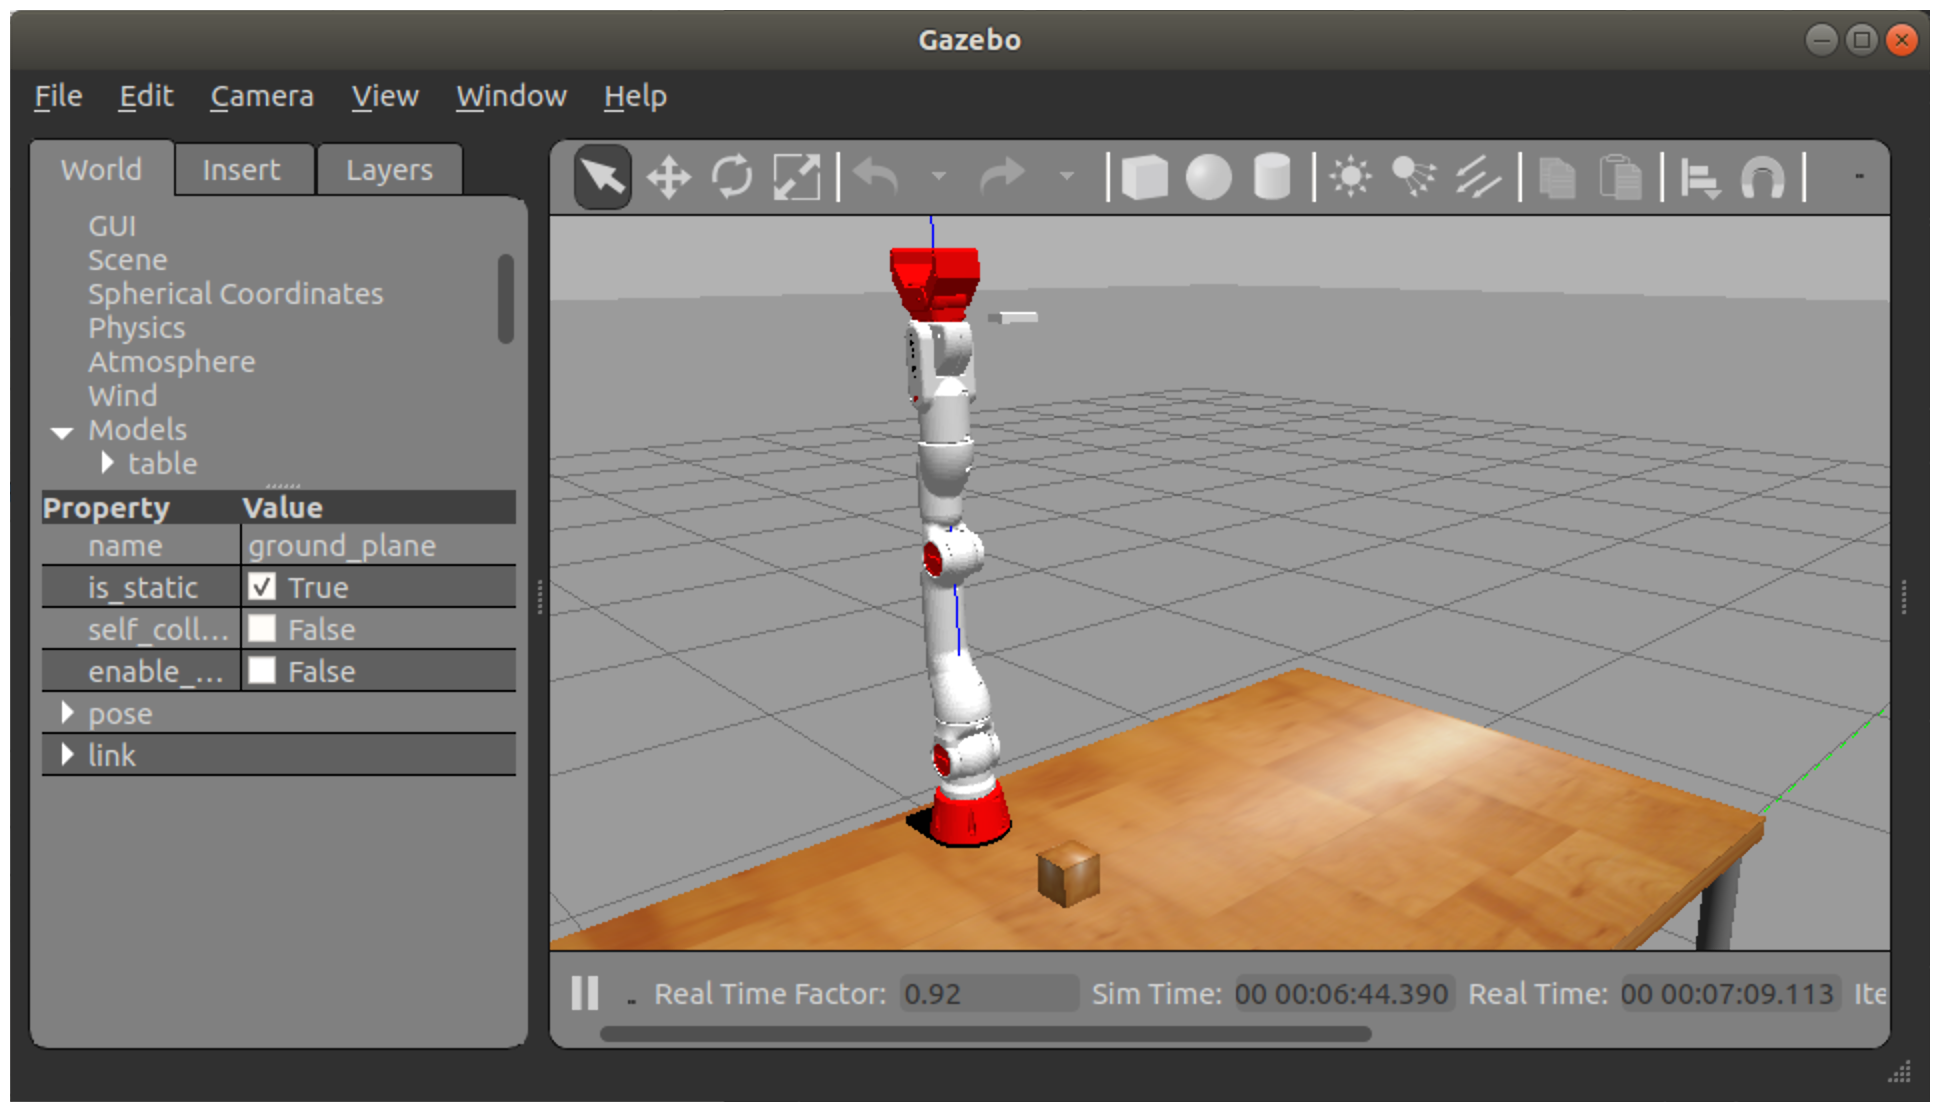 Gazebo
File Edit Camera View Window Help
World Insert Layers
GUI
Scene
Spherical Coordinates
Physics
Atmosphere
Wind
Models
table
Property Value
name ground_plane
is_static True
self_coll... False
enable_... False
pose
link
Real Time Factor: 0.92 Sim Time: 00 00:06:44.390 Real Time: 00 00:07:09.113 Ite